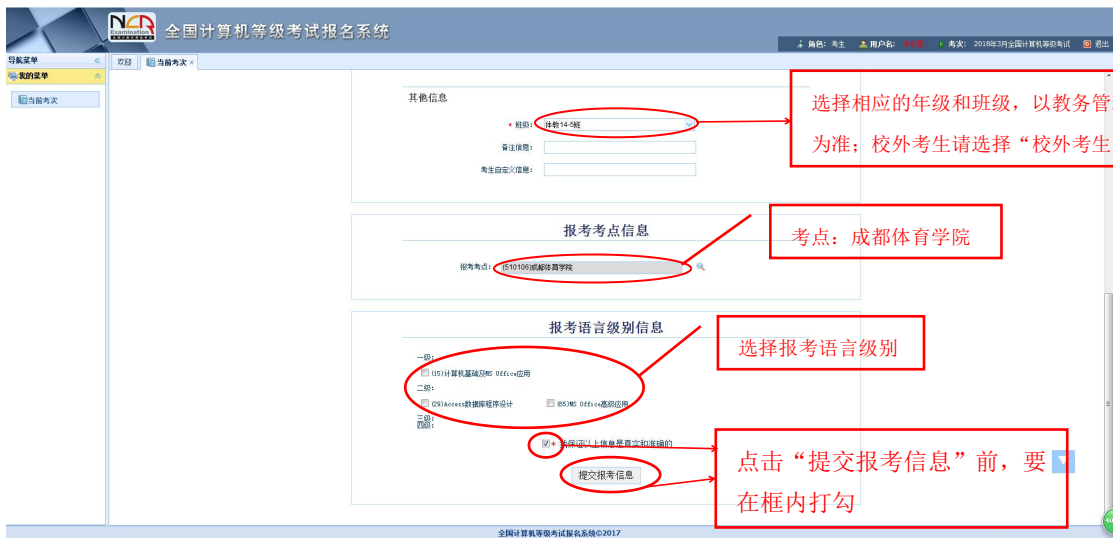 NCR
Examination
全国计算机等级考试报名系统
角色: 考生 用户名: 考次: 2018年3月全国计算机等级考试 退出
导航菜单
欢迎 当前考次 ×
我的菜单
当前考次
其他信息
* 班级: 体教14-5班
备注信息:
考生自定义信息:
选择相应的年级和班级，以教务管
为准；校外考生请选择“校外考生
报考考点信息
报考考点: (510106)成都体育学院
考点：成都体育学院
报考语言级别信息
选择报考语言级别
一级:
(15)计算机基础及MS Office应用
二级:
(29)Access数据库程序设计 (65)MS Office高级应用
三级:
四级:
* 我保证以上信息是真实和准确的
提交报考信息
点击“提交报考信息”前，要
在框内打勾
全国计算机等级考试报名系统©2017